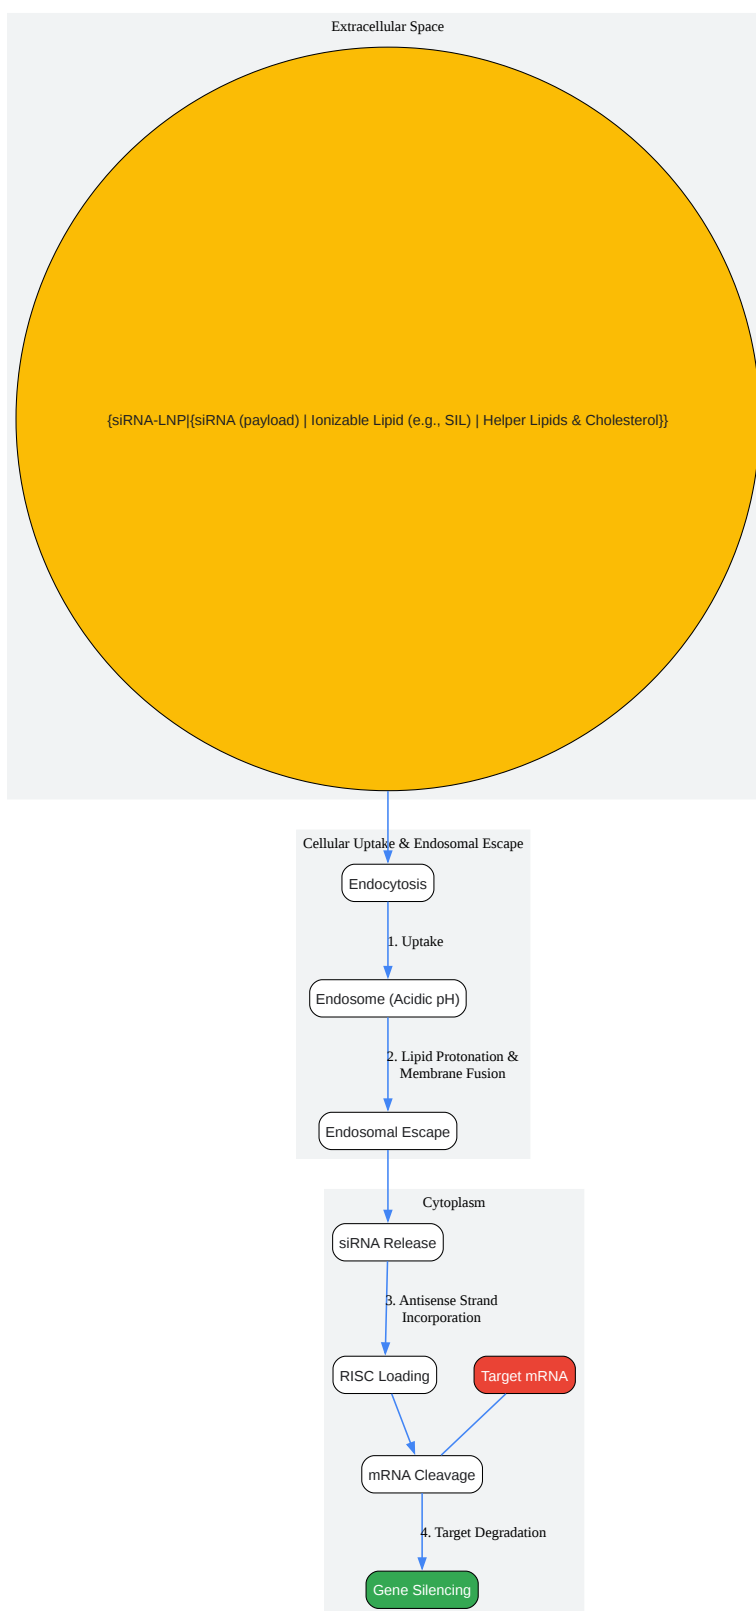 Extracellular Space
{siRNA-LNP|{siRNA (payload) | Ionizable Lipid (e.g., SIL) | Helper Lipids & Cholesterol}}
Cellular Uptake & Endosomal Escape
Endocytosis
1. Uptake
Endosome (Acidic pH)
2. Lipid Protonation &
Membrane Fusion
Endosomal Escape
Cytoplasm
siRNA Release
3. Antisense Strand
Incorporation
RISC Loading
Target mRNA
mRNA Cleavage
4. Target Degradation
Gene Silencing